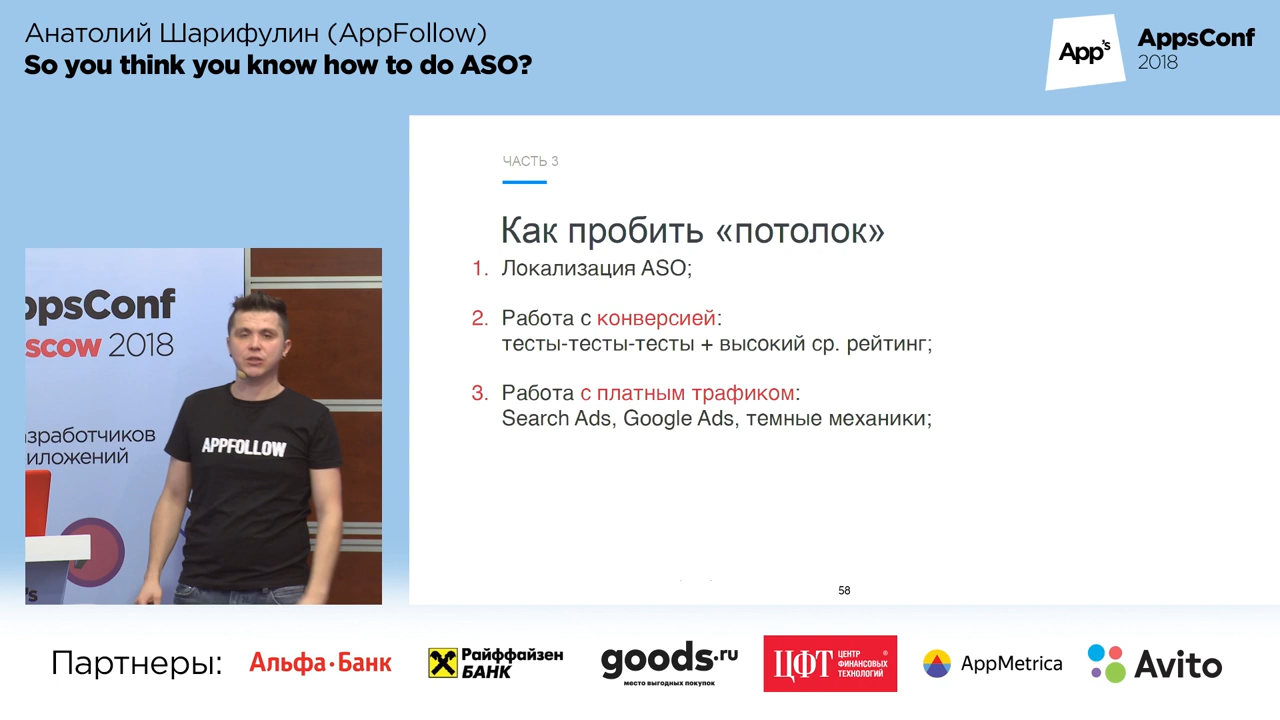 Анатолий Шарифулин (AppFollow)
So you think you know how to do ASO?
App's
AppsConf
2018
ЧАСТЬ 3
Как пробить «потолок»
1. Локализация ASO;
2. Работа с конверсией:
тесты-тесты-тесты + высокий ср. рейтинг;
3. Работа с платным трафиком:
Search Ads, Google Ads, темные механики;
58
ppsConf
scow 2018
зработчиков
иложений
APPFOLLOW
's
Партнеры:
Альфа·Банк
Райффайзен
БАНК
goods.ru
место выгодных покупок
ЦФТ
ЦЕНТР
ФИНАНСОВЫХ
ТЕХНОЛОГИЙ
®
AppMetrica
Avito